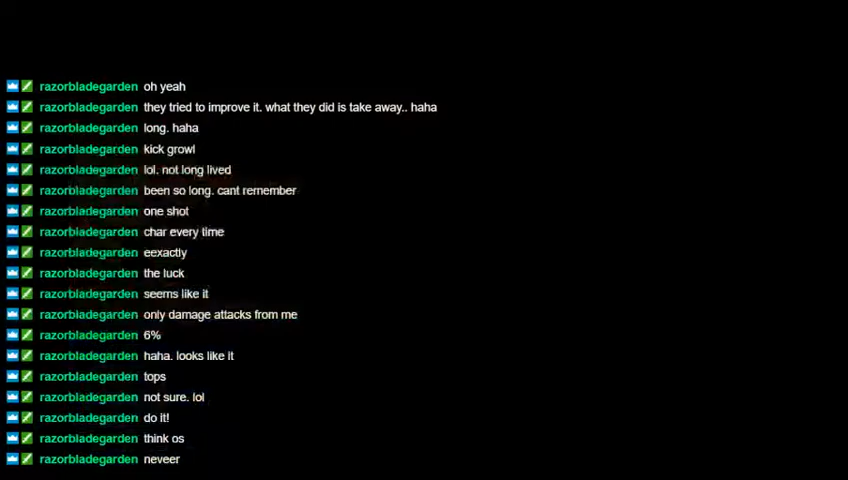 razorbladegarden oh yeah
razorbladegarden they tried to improve it. what they did is take away.. haha
razorbladegarden long. haha
razorbladegarden kick growl
razorbladegarden lol. not long lived
razorbladegarden been so long. cant remember
razorbladegarden one shot
razorbladegarden char every time
razorbladegarden eexactly
razorbladegarden the luck
razorbladegarden seems like it
razorbladegarden only damage attacks from me
razorbladegarden 6%
razorbladegarden haha. looks like it
razorbladegarden tops
razorbladegarden not sure. lol
razorbladegarden do it!
razorbladegarden think os
razorbladegarden neveer